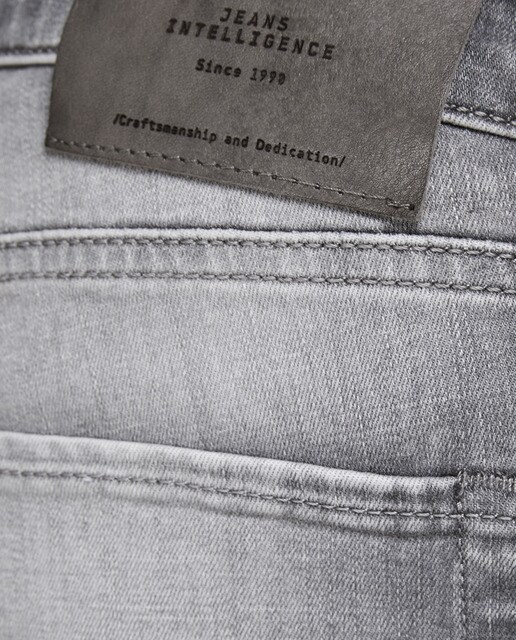 JEANS
INTELLIGENCE
Since 1990
/Craftsmanship and Dedication/